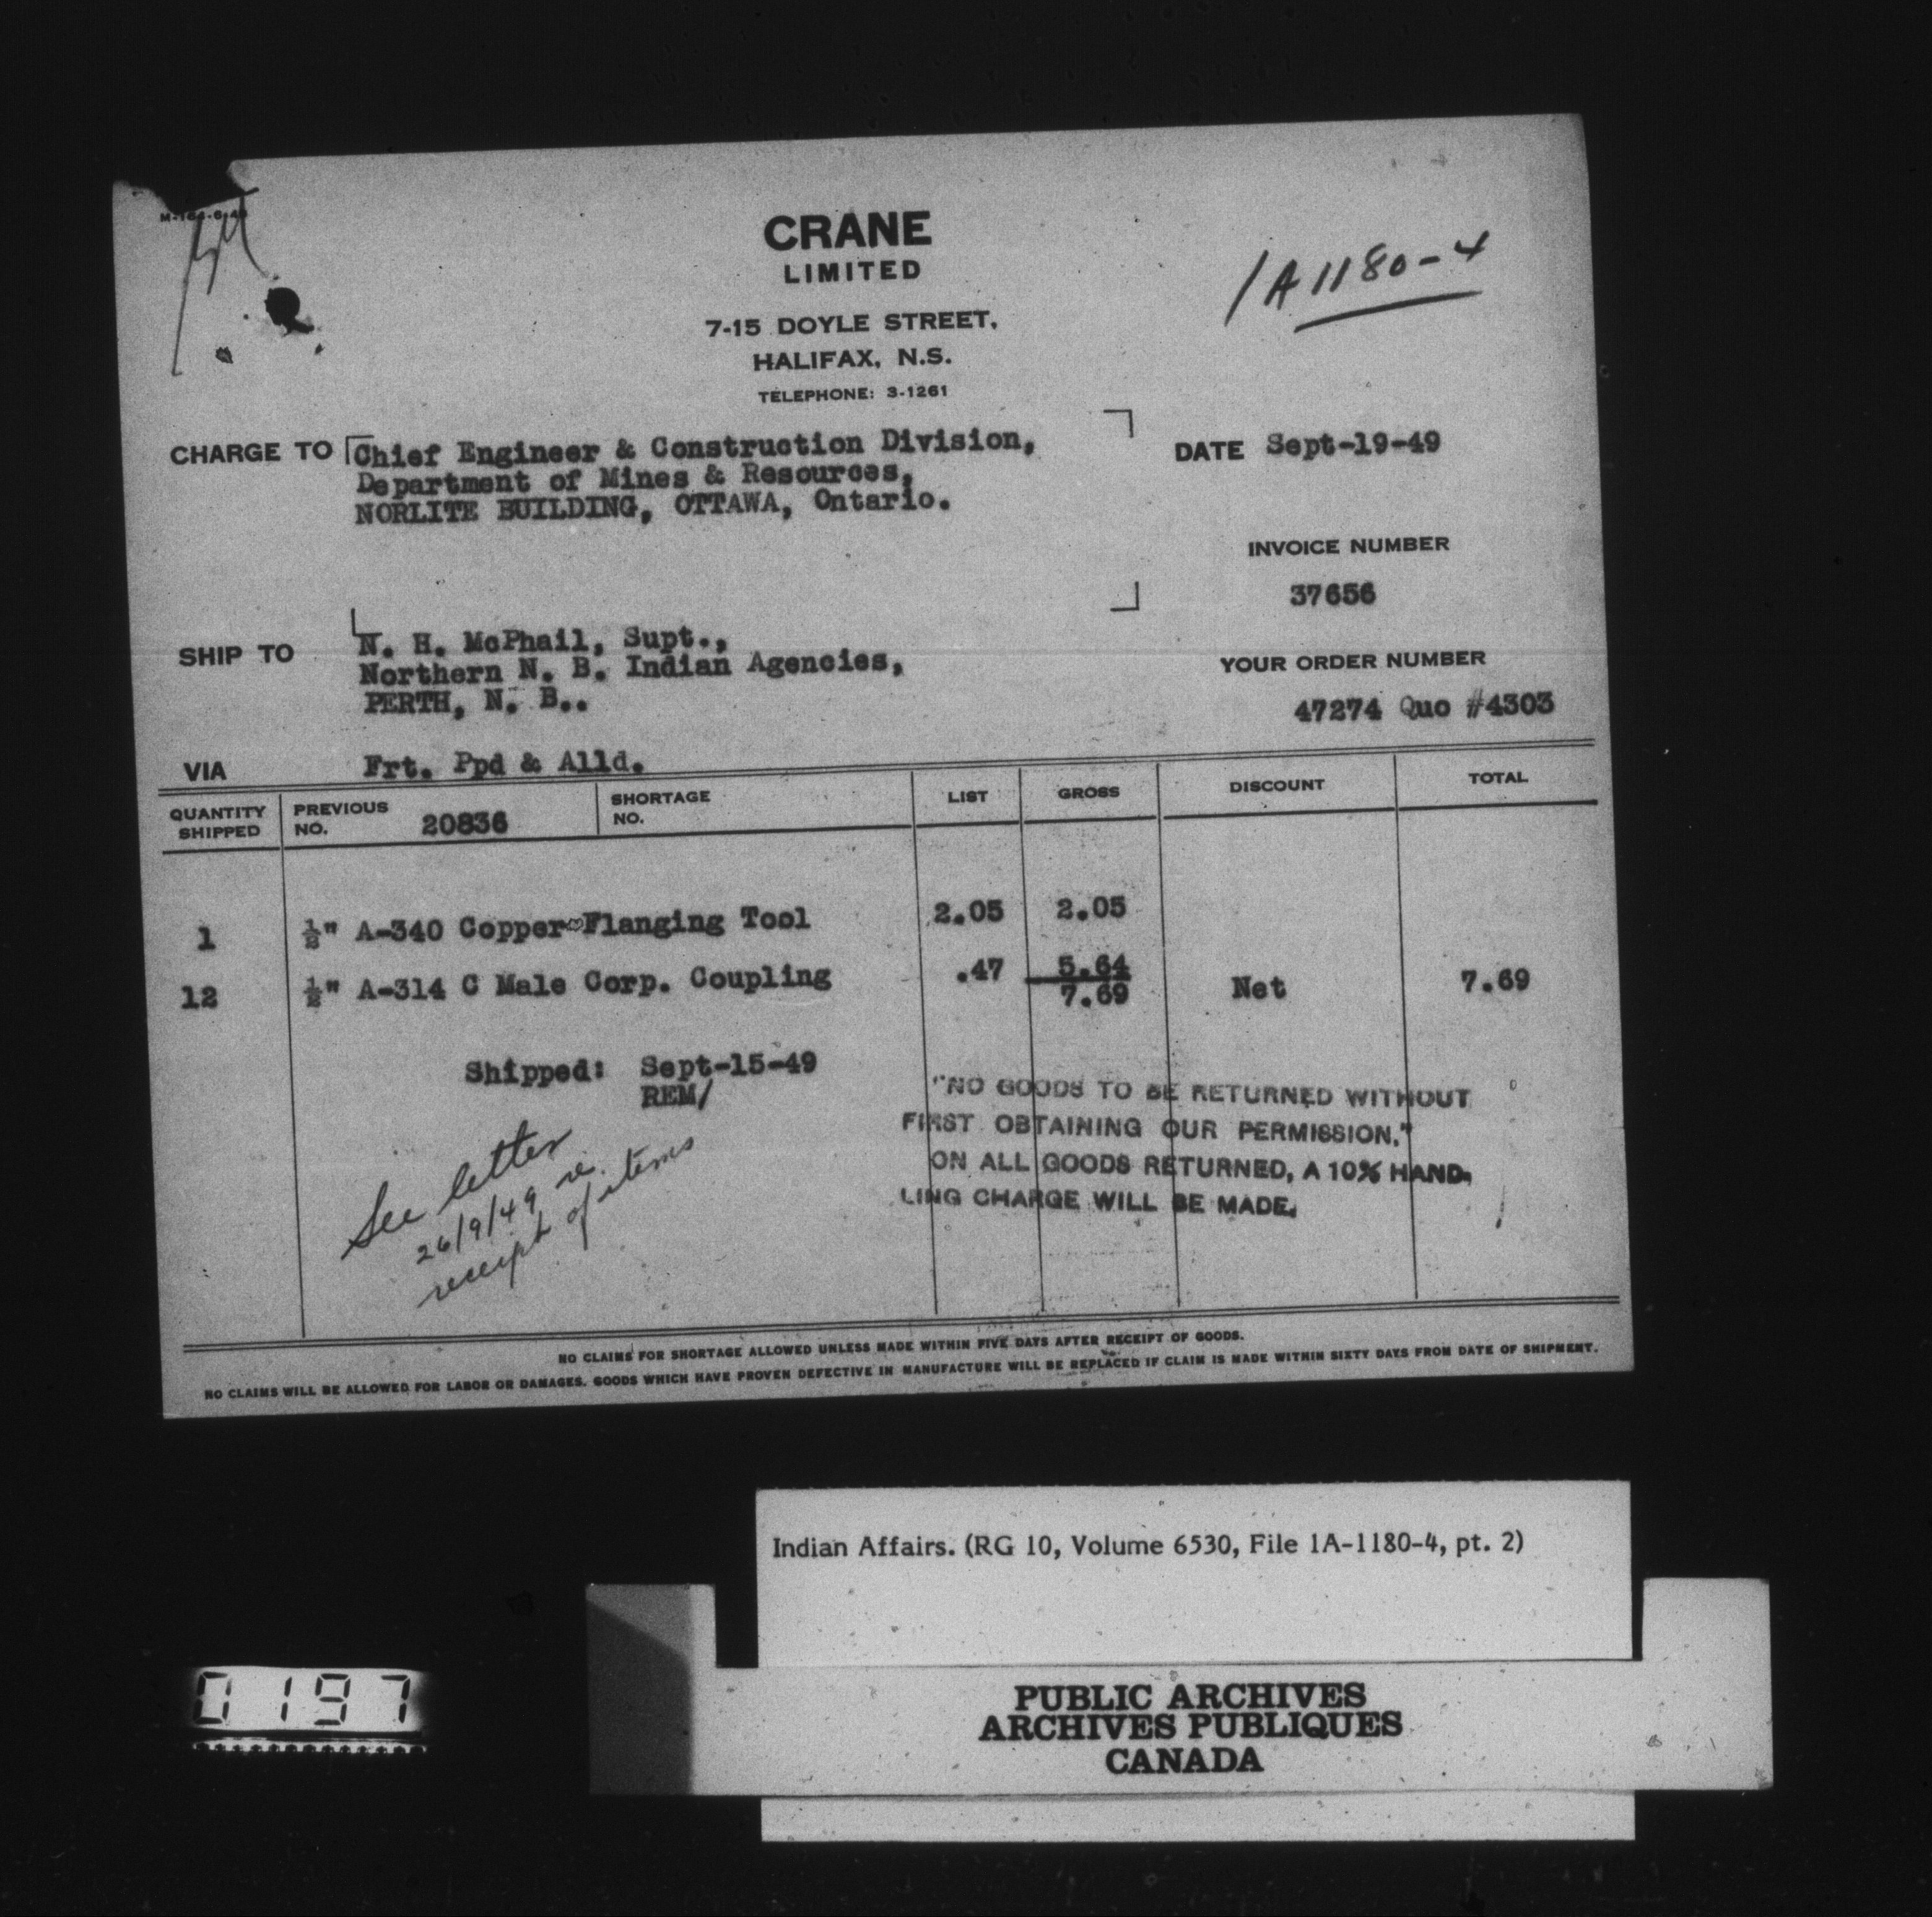 CRANE
LIMITED
7-15 DOYLE STREET,
HALIFAX, N.S.
TELEPHONE: 3-1261
1A1180-4
CHARGE TO Chief Engineer & Construction Division,
Department of Mines & Resources,
NORLITE BUILDING, OTTAWA, Ontario.
DATE Sept-19-49
INVOICE NUMBER
37656
SHIP TO N. H. McPhail, Supt.,
Northern N. B. Indian Agencies,
PERTH, N. B..
YOUR ORDER NUMBER
47274 Quo #4303
VIA Frt. Ppd & Alld.
QUANTITY SHIPPED PREVIOUS NO. 20836 SHORTAGE NO. LIST GROSS DISCOUNT TOTAL
1 ½" A-340 Copper Flanging Tool 2.05 2.05
12 ½" A-314 C Male Corp. Coupling .47 5.64
7.69 Net 7.69
Shipped: Sept-15-49
REM/
"NO GOODS TO BE RETURNED WITHOUT
FIRST OBTAINING OUR PERMISSION."
ON ALL GOODS RETURNED, A 10% HAND-
LING CHARGE WILL BE MADE.
See letter
26/9/49 re.
receipt of items
NO CLAIMS FOR SHORTAGE ALLOWED UNLESS MADE WITHIN FIVE DAYS AFTER RECEIPT OF GOODS.
NO CLAIMS WILL BE ALLOWED FOR LABOR OR DAMAGES. GOODS WHICH HAVE PROVEN DEFECTIVE IN MANUFACTURE WILL BE REPLACED IF CLAIM IS MADE WITHIN SIXTY DAYS FROM DATE OF SHIPMENT.
Indian Affairs. (RG 10, Volume 6530, File 1A-1180-4, pt. 2)
0197
PUBLIC ARCHIVES
ARCHIVES PUBLIQUES
CANADA